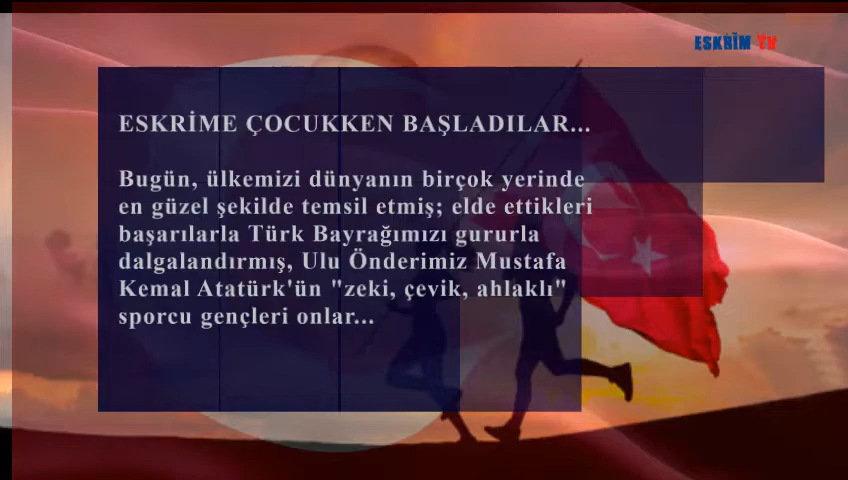 ESKRİM TV
ESKRİME ÇOCUKKEN BAŞLADILAR...
Bugün, ülkemizi dünyanın birçok yerinde
en güzel şekilde temsil etmiş; elde ettikleri
başarılarla Türk Bayrağımızı gururla
dalgalandırmış, Ulu Önderimiz Mustafa
Kemal Atatürk'ün "zeki, çevik, ahlaklı"
sporcu gençleri onlar...